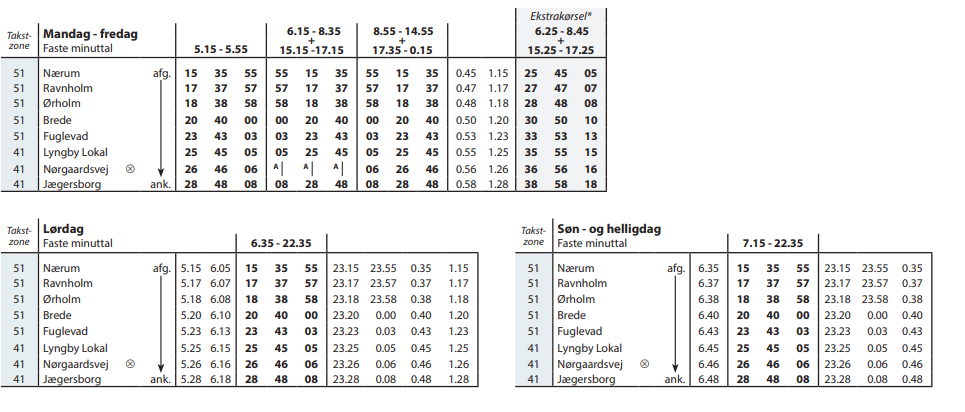 Ekstrakørsel*
Takst-
zone
Mandag - fredag
Faste minuttal
5.15 - 5.55
6.15 - 8.35
+
15.15 -17.15
8.55 - 14.55
+
17.35 - 0.15
6.25 - 8.45
+
15.25 - 17.25
51 Nærum afg. 15 35 55 55 15 35 55 15 35 0.45 1.15 25 45 05
51 Ravnholm 17 37 57 57 17 37 57 17 37 0.47 1.17 27 47 07
51 Ørholm 18 38 58 58 18 38 58 18 38 0.48 1.18 28 48 08
51 Brede 20 40 00 00 20 40 00 20 40 0.50 1.20 30 50 10
51 Fuglevad 23 43 03 03 23 43 03 23 43 0.53 1.23 33 53 13
41 Lyngby Lokal 25 45 05 05 25 45 05 25 45 0.55 1.25 35 55 15
41 Nørgaardsvej ⊗ 26 46 06 A A A 06 26 46 0.56 1.26 36 56 16
41 Jægersborg ank. 28 48 08 08 28 48 08 28 48 0.58 1.28 38 58 18
Takst-
zone
Lørdag
Faste minuttal
6.35 - 22.35
51 Nærum afg. 5.15 6.05 15 35 55 23.15 23.55 0.35 1.15
51 Ravnholm 5.17 6.07 17 37 57 23.17 23.57 0.37 1.17
51 Ørholm 5.18 6.08 18 38 58 23.18 23.58 0.38 1.18
51 Brede 5.20 6.10 20 40 00 23.20 0.00 0.40 1.20
51 Fuglevad 5.23 6.13 23 43 03 23.23 0.03 0.43 1.23
41 Lyngby Lokal 5.25 6.15 25 45 05 23.25 0.05 0.45 1.25
41 Nørgaardsvej ⊗ 5.26 6.16 26 46 06 23.26 0.06 0.46 1.26
41 Jægersborg ank. 5.28 6.18 28 48 08 23.28 0.08 0.48 1.28
Takst-
zone
Søn - og helligdag
Faste minuttal
7.15 - 22.35
51 Nærum afg. 6.35 15 35 55 23.15 23.55 0.35
51 Ravnholm 6.37 17 37 57 23.17 23.57 0.37
51 Ørholm 6.38 18 38 58 23.18 23.58 0.38
51 Brede 6.40 20 40 00 23.20 0.00 0.40
51 Fuglevad 6.43 23 43 03 23.23 0.03 0.43
41 Lyngby Lokal 6.45 25 45 05 23.25 0.05 0.45
41 Nørgaardsvej ⊗ 6.46 26 46 06 23.26 0.06 0.46
41 Jægersborg ank. 6.48 28 48 08 23.28 0.08 0.48